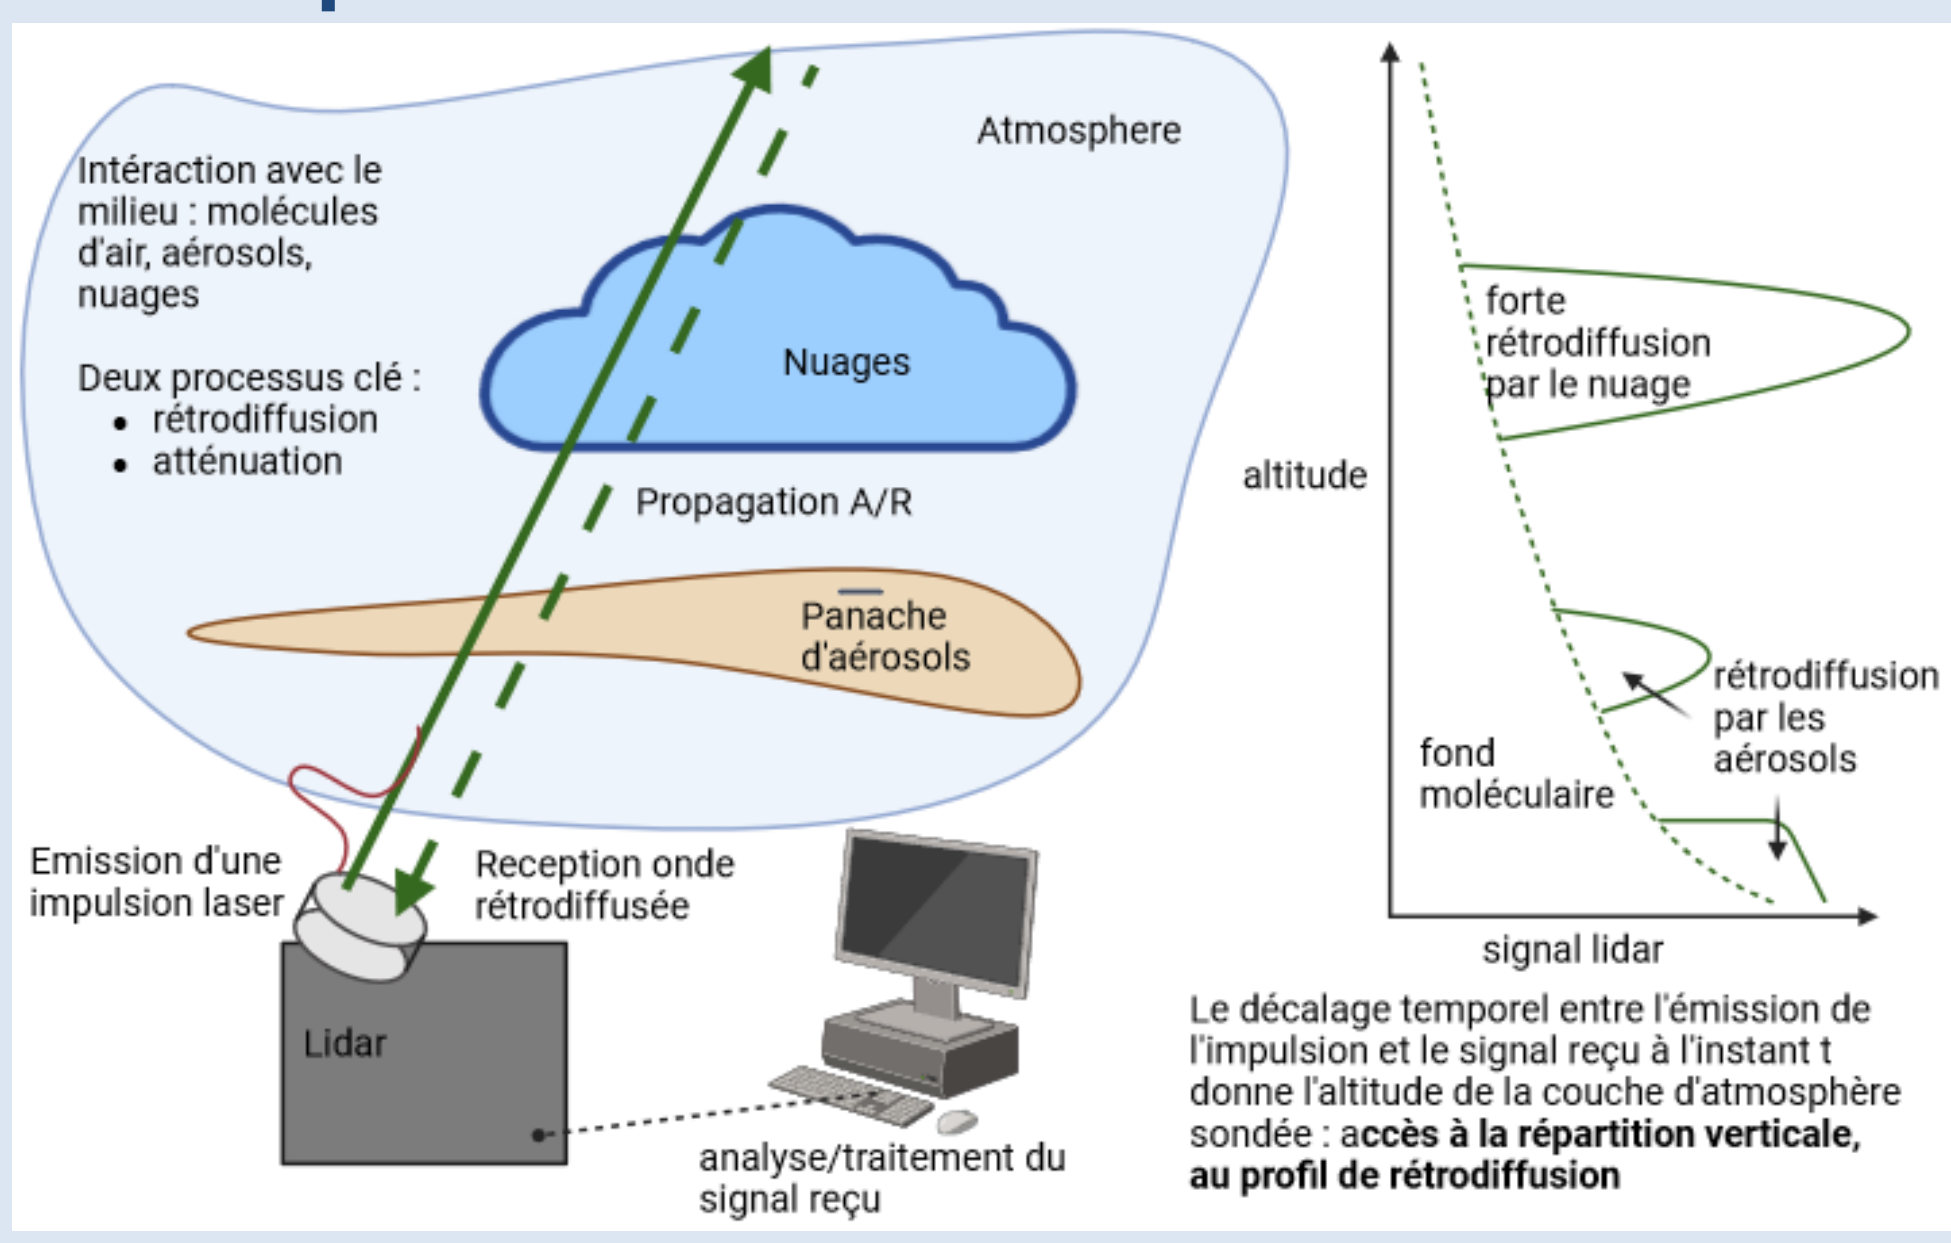 Intéraction avec le
milieu : molécules
d'air, aérosols,
nuages
Deux processus clé :
• rétrodiffusion
• atténuation
Atmosphere
Nuages
Propagation A/R
Panache
d'aérosols
Emission d'une
impulsion laser
Reception onde
rétrodiffusée
Lidar
analyse/traitement du
signal reçu
altitude
forte
rétrodiffusion
par le nuage
rétrodiffusion
par les
aérosols
fond
moléculaire
signal lidar
Le décalage temporel entre l'émission de
l'impulsion et le signal reçu à l'instant t
donne l'altitude de la couche d'atmosphère
sondée : accès à la répartition verticale,
au profil de rétrodiffusion